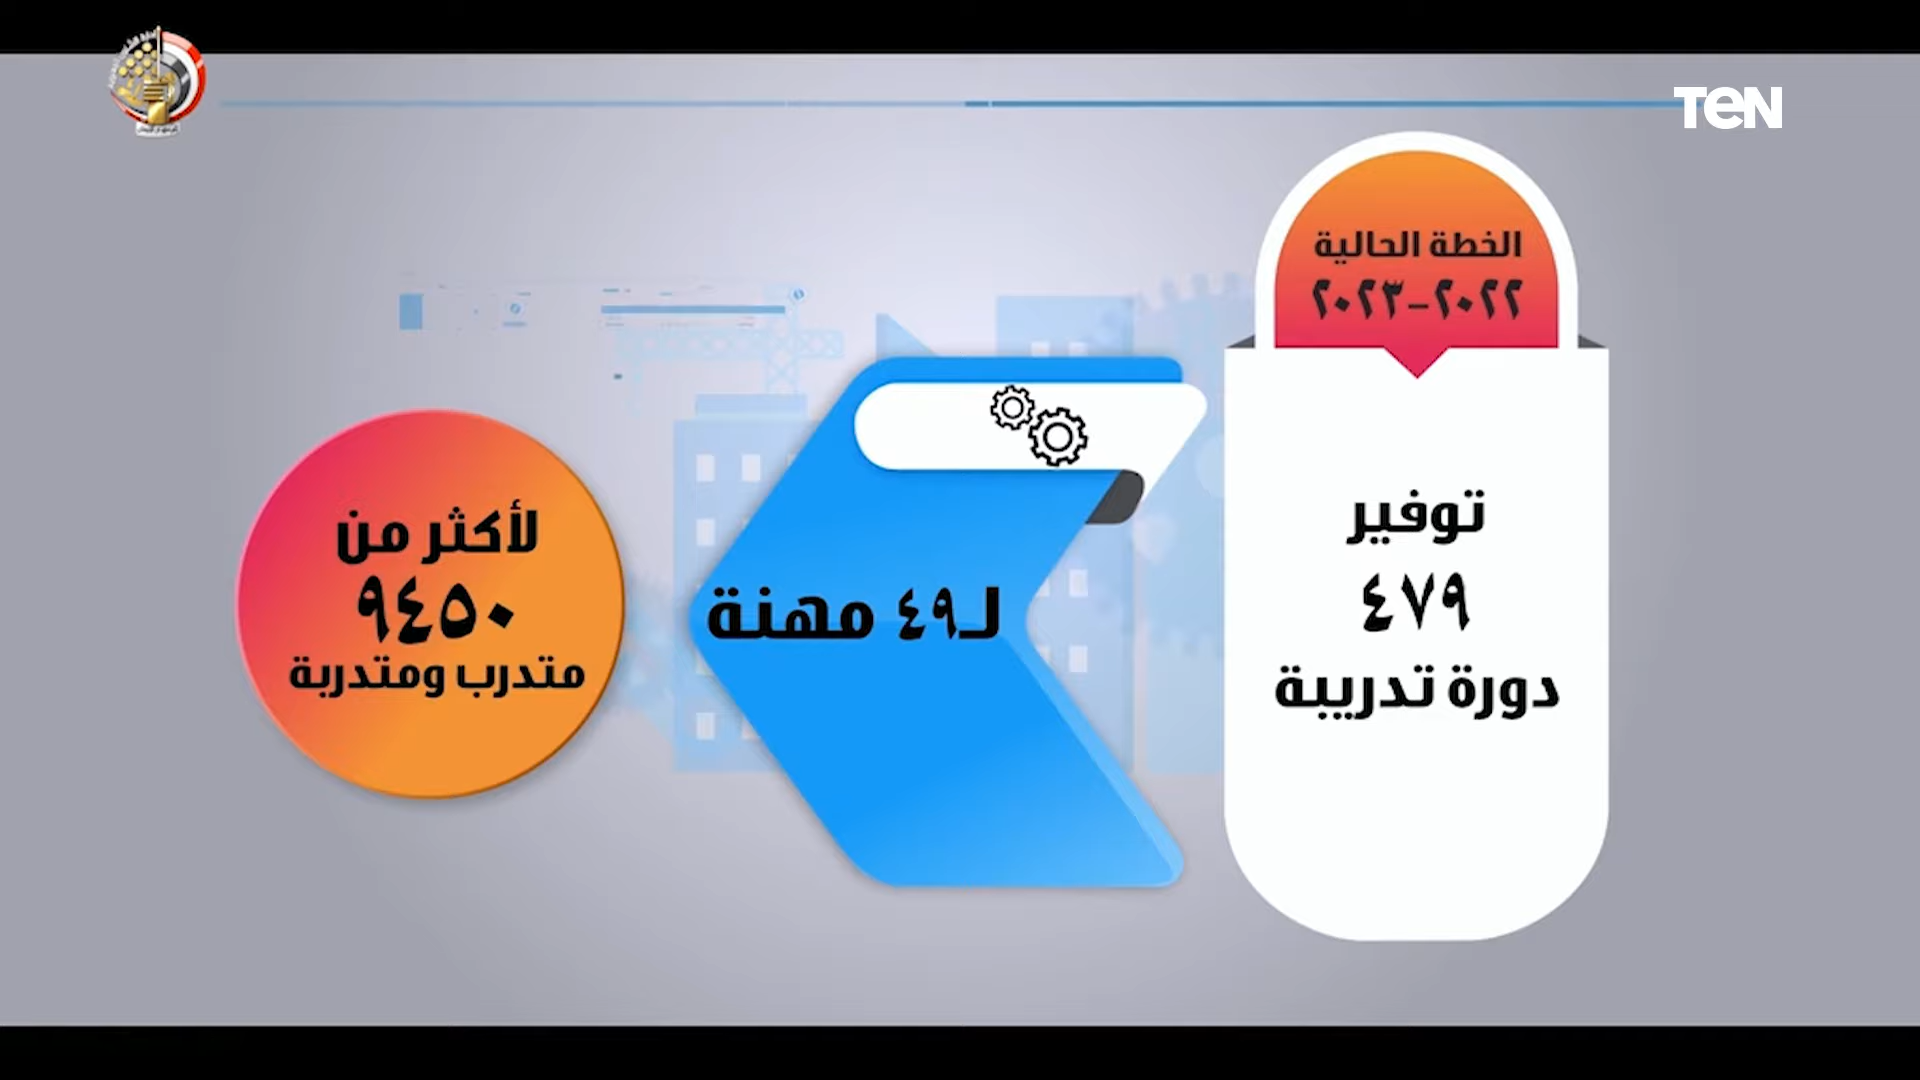 TeN
الخطة الحالية
٢٠٢٢-٢٠٢٣
توفير
٤٧٩
دورة تدريبة
لـ٤٩ مهنة
لأكثر من
٩٤٥٠
متدرب ومتدربة